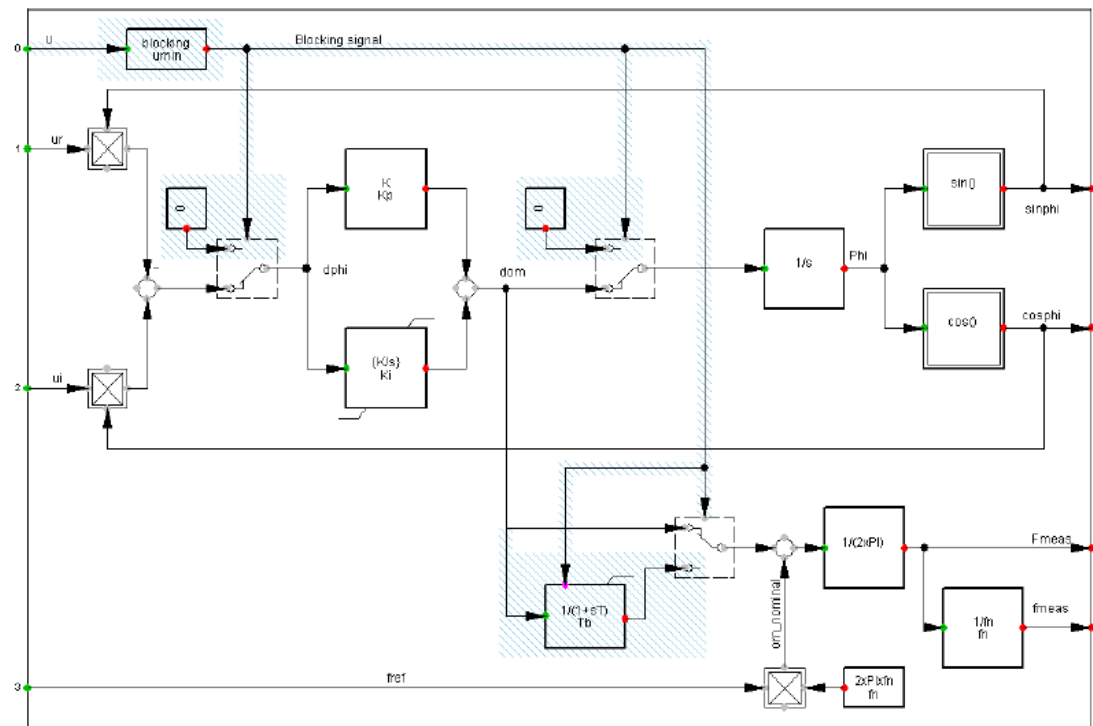 U
0
blocking
umin
Blocking signal
ur
1
0
K
Kp
0
sin()
sinphi
dphi
dom
1/s
Phi
-
{K/s}
Ki
cos()
cosphi
ui
2
1/(2xPI)
Fmeas
1/(1+sT)
Tb
om_nominal
1/fn
fn
fmeas
fref
3
2xPIxfn
fn